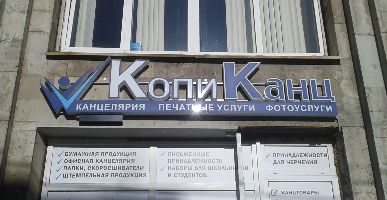 КопиКанц
КАНЦЕЛЯРИЯ ПЕЧАТНЫЕ УСЛУГИ ФОТОУСЛУГИ
БУМАЖНАЯ ПРОДУКЦИЯ
ОФИСНАЯ КАНЦЕЛЯРИЯ
ПАПКИ, СКОРОСШИВАТЕЛИ
ШТЕМПЕЛЬНАЯ ПРОДУКЦИЯ
ПИСЬМЕННЫЕ
ПРИНАДЛЕЖНОСТИ
НАБОРЫ ДЛЯ ШКОЛЬНИКОВ
И СТУДЕНТОВ
ПРИНАДЛЕЖНОСТИ
ДЛЯ ЧЕРЧЕНИЯ
КАНЦТОВАРЫ